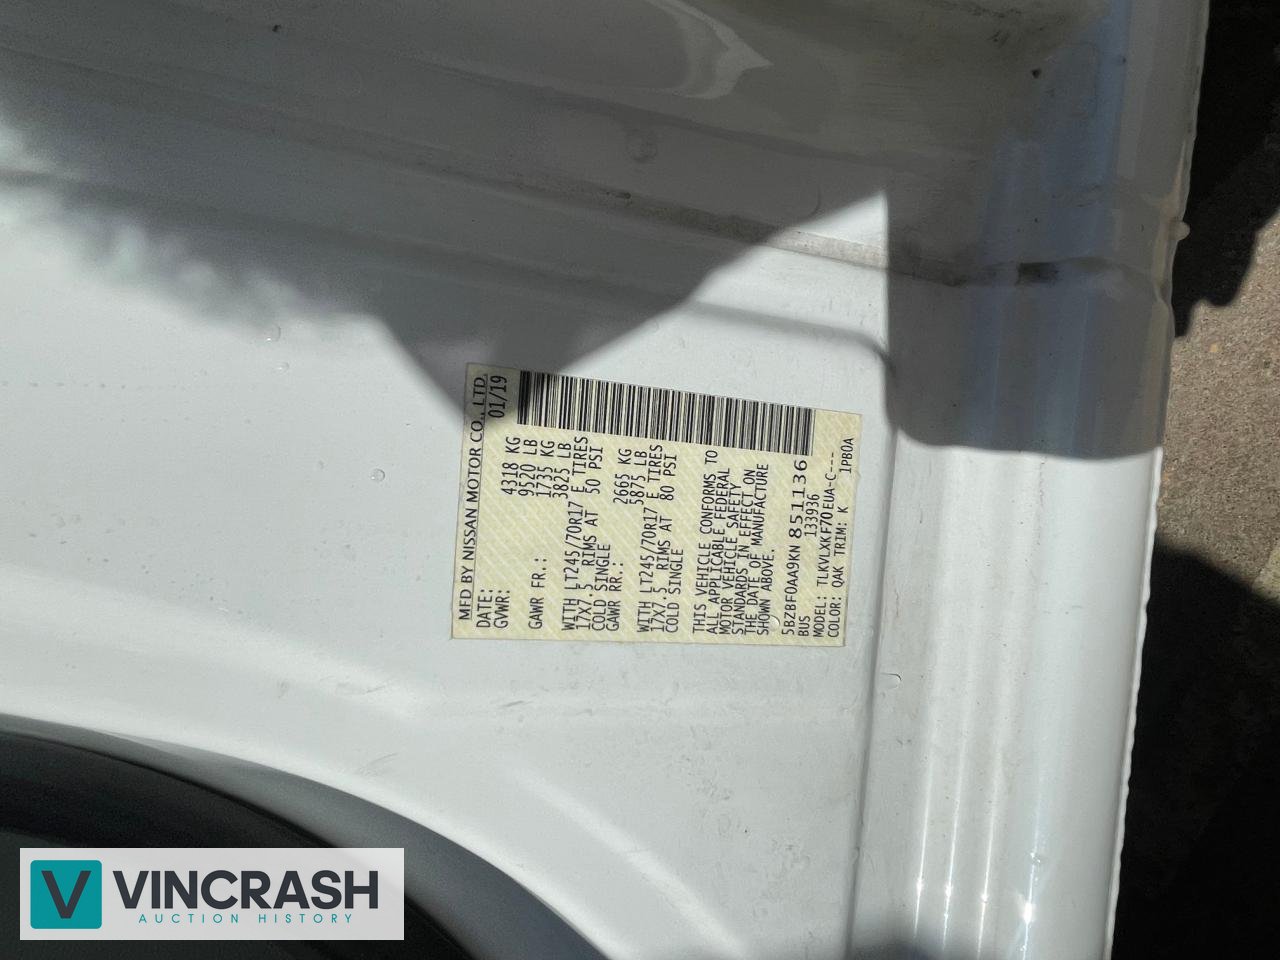 MFD BY NISSAN MOTOR CO., LTD.
DATE: 01/19
GVWR: 4318 KG
9520 LB
GAWR FR.: 1735 KG
3825 LB
WITH LT245/70R17 E TIRES
17X7.5 RIMS AT 50 PSI
COLD SINGLE
GAWR RR.: 2665 KG
5875 LB
WITH LT245/70R17 E TIRES
17X7.5 RIMS AT 80 PSI
COLD SINGLE
THIS VEHICLE CONFORMS TO
ALL APPLICABLE FEDERAL
MOTOR VEHICLE SAFETY
STANDARDS IN EFFECT ON
THE DATE OF MANUFACTURE
SHOWN ABOVE.
5BZBF0AA9KN 851136
BUS 133936
MODEL: TLKVLXKF70EUA-C---
COLOR: QAK TRIM: K 1PB0A
V VINCRASH
AUCTION HISTORY